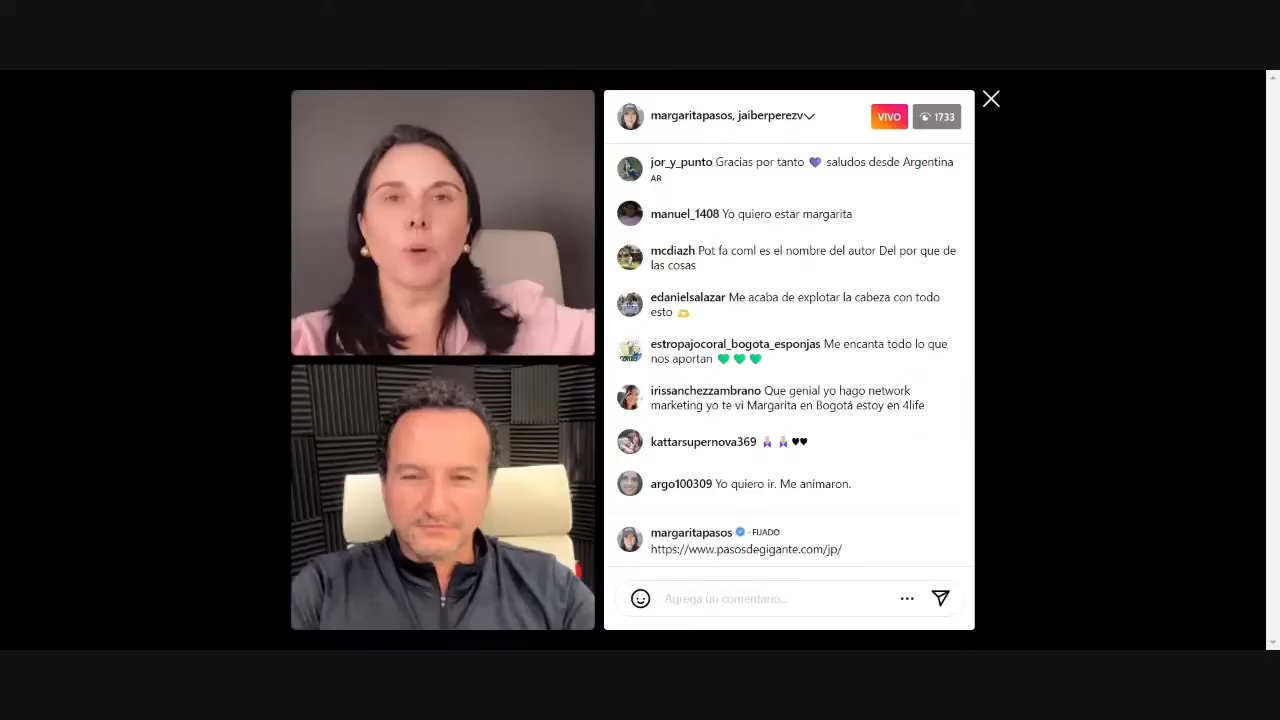 margaritapasos, jaiberperezv
VIVO
1733
jor_y_punto Gracias por tanto 💜 saludos desde Argentina
AR
manuel_1408 Yo quiero estar margarita
mcdiazh Pot fa coml es el nombre del autor Del por que de
las cosas
edanielsalazar Me acaba de explotar la cabeza con todo
esto 🫶
estropajocoral_bogota_esponjas Me encanta todo lo que
nos aportan 💚 💚 💚
irissanchezzambrano Que genial yo hago network
marketing yo te vi Margarita en Bogotá estoy en 4life
kattarsupernova369 🧘🏻‍♀️ 🧘🏻‍♀️ ♥♥
argo100309 Yo quiero ir. Me animaron.
margaritapasos · FIJADO
https://www.pasosdegigante.com/jp/
Agrega un comentario...